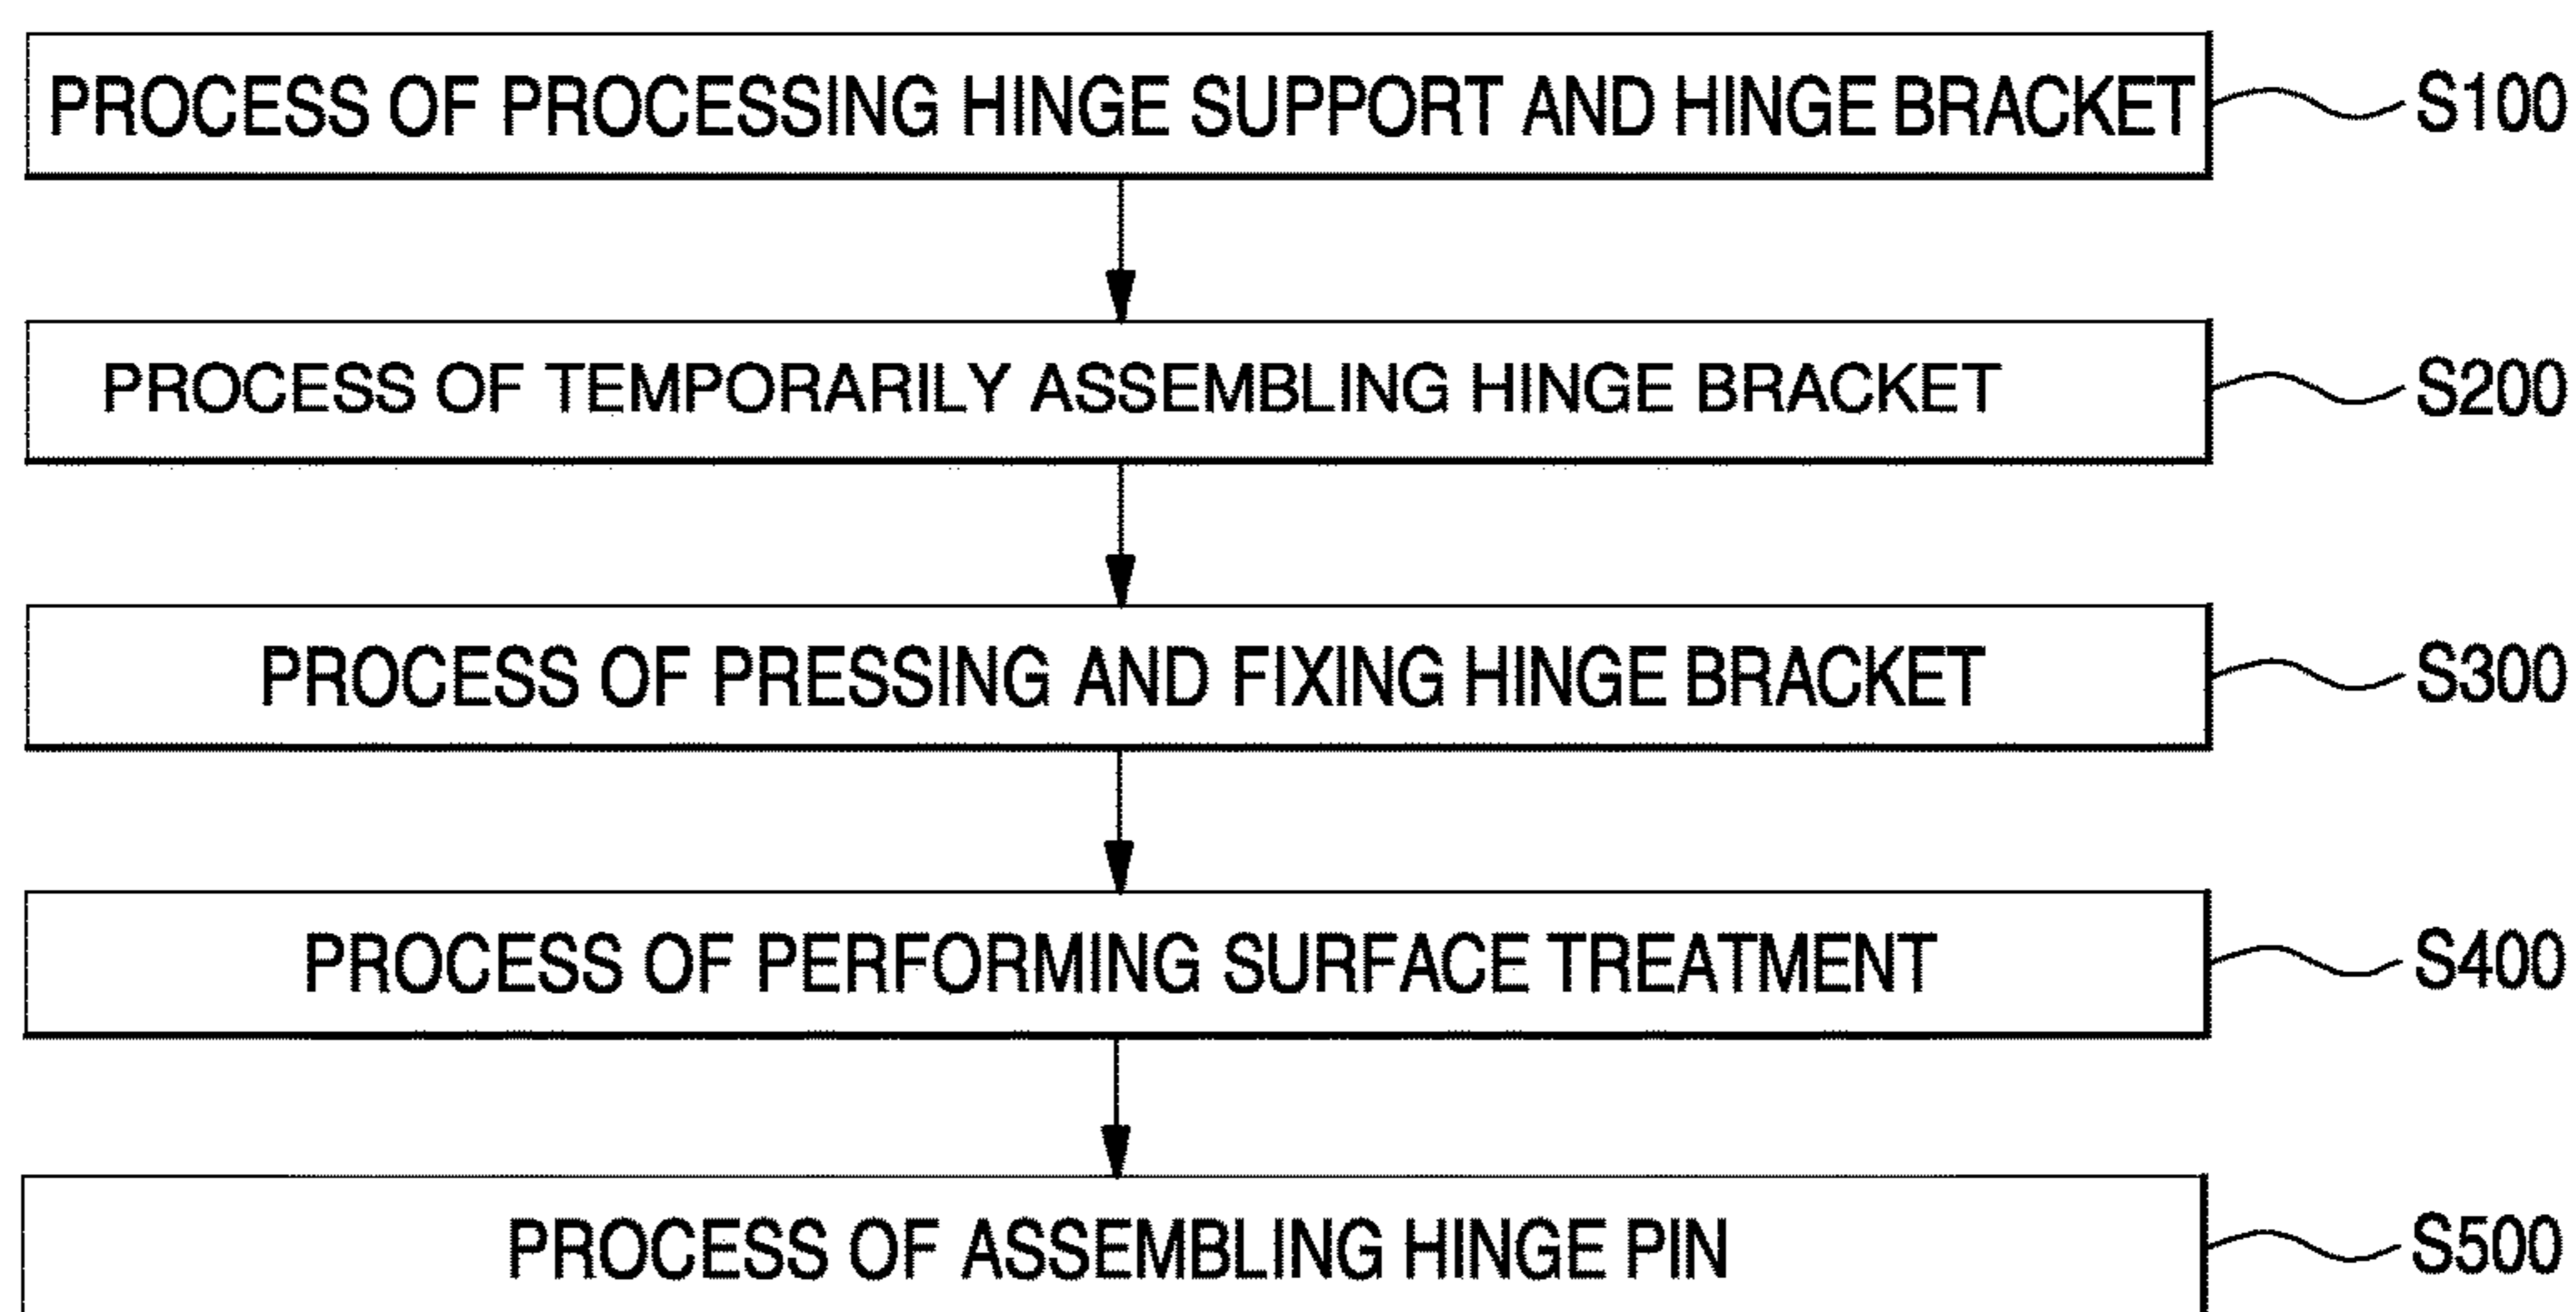 PROCESS OF PROCESSING HINGE SUPPORT AND HINGE BRACKET S100
PROCESS OF TEMPORARILY ASSEMBLING HINGE BRACKET S200
PROCESS OF PRESSING AND FIXING HINGE BRACKET S300
PROCESS OF PERFORMING SURFACE TREATMENT S400
PROCESS OF ASSEMBLING HINGE PIN S500